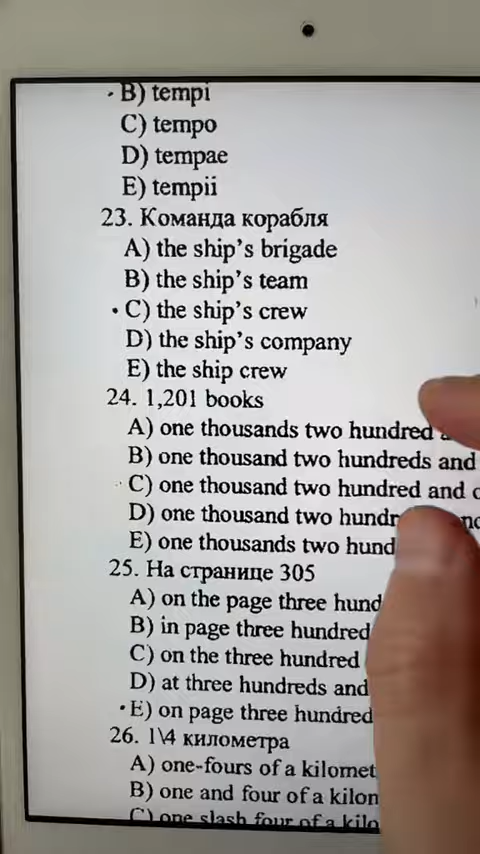 · B) tempi
C) tempo
D) tempae
E) tempii
23. Команда корабля
A) the ship's brigade
B) the ship's team
· C) the ship's crew
D) the ship's company
E) the ship crew
24. 1,201 books
A) one thousands two hundred
B) one thousand two hundreds and
· C) one thousand two hundred and
D) one thousand two
E) one thousands two
25. На странице 305
A) on the page three
B) in page three hundred
C) on the three hundred
D) at three hundreds and
· E) on page three hundred
26. 1\4 километра
A) one-fours of a
B) one and four of a
C) one slash four of a